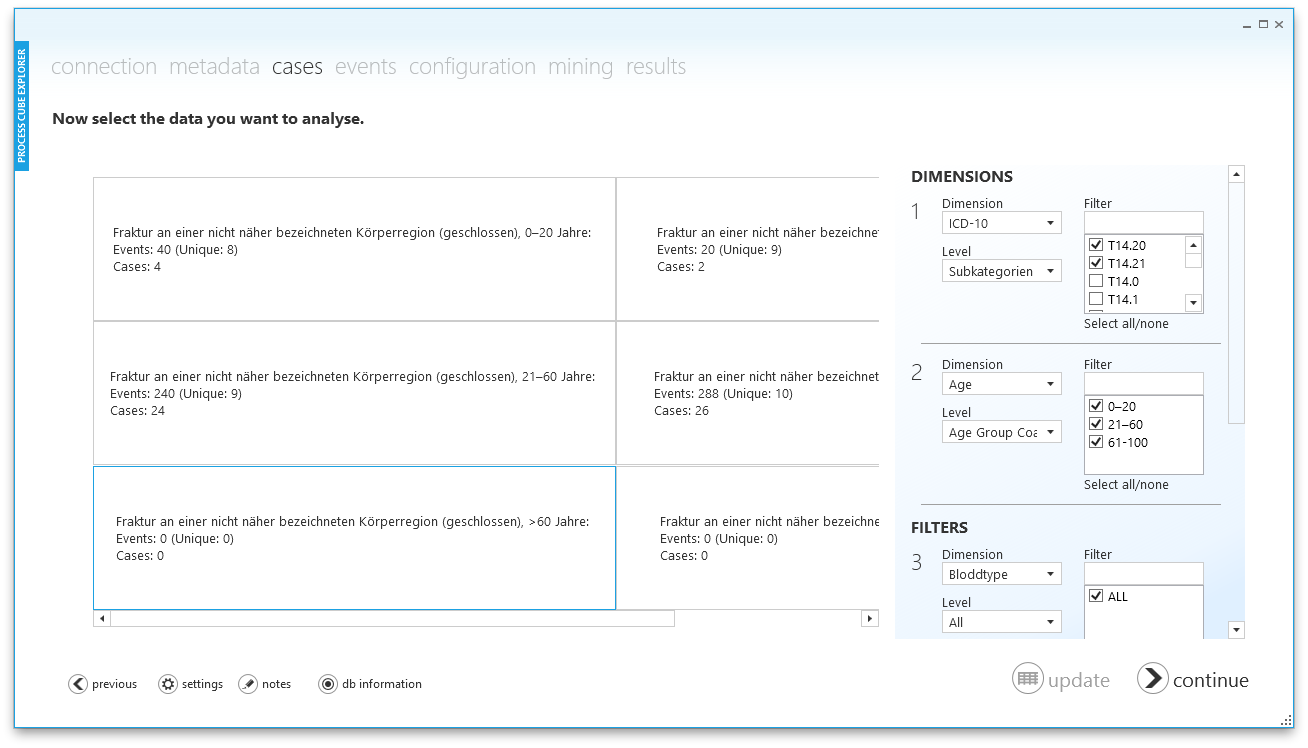 PROCESS CUBE EXPLORER
connection metadata cases events configuration mining results
Now select the data you want to analyse.
Fraktur an einer nicht näher bezeichneten Körperregion (geschlossen), 0–20 Jahre:
Events: 40 (Unique: 8)
Cases: 4
Fraktur an einer nicht näher bezeichnet
Events: 20 (Unique: 9)
Cases: 2
Fraktur an einer nicht näher bezeichneten Körperregion (geschlossen), 21–60 Jahre:
Events: 240 (Unique: 9)
Cases: 24
Fraktur an einer nicht näher bezeichnet
Events: 288 (Unique: 10)
Cases: 26
Fraktur an einer nicht näher bezeichneten Körperregion (geschlossen), >60 Jahre:
Events: 0 (Unique: 0)
Cases: 0
Fraktur an einer nicht näher bezeichne
Events: 0 (Unique: 0)
Cases: 0
DIMENSIONS
1
Dimension
ICD-10
Level
Subkategorien
Filter
T14.20
T14.21
T14.0
T14.1
Select all/none
2
Dimension
Age
Level
Age Group Coa
Filter
0–20
21–60
61-100
Select all/none
FILTERS
3
Dimension
Bloddtype
Level
All
Filter
ALL
previous settings notes db information
update continue